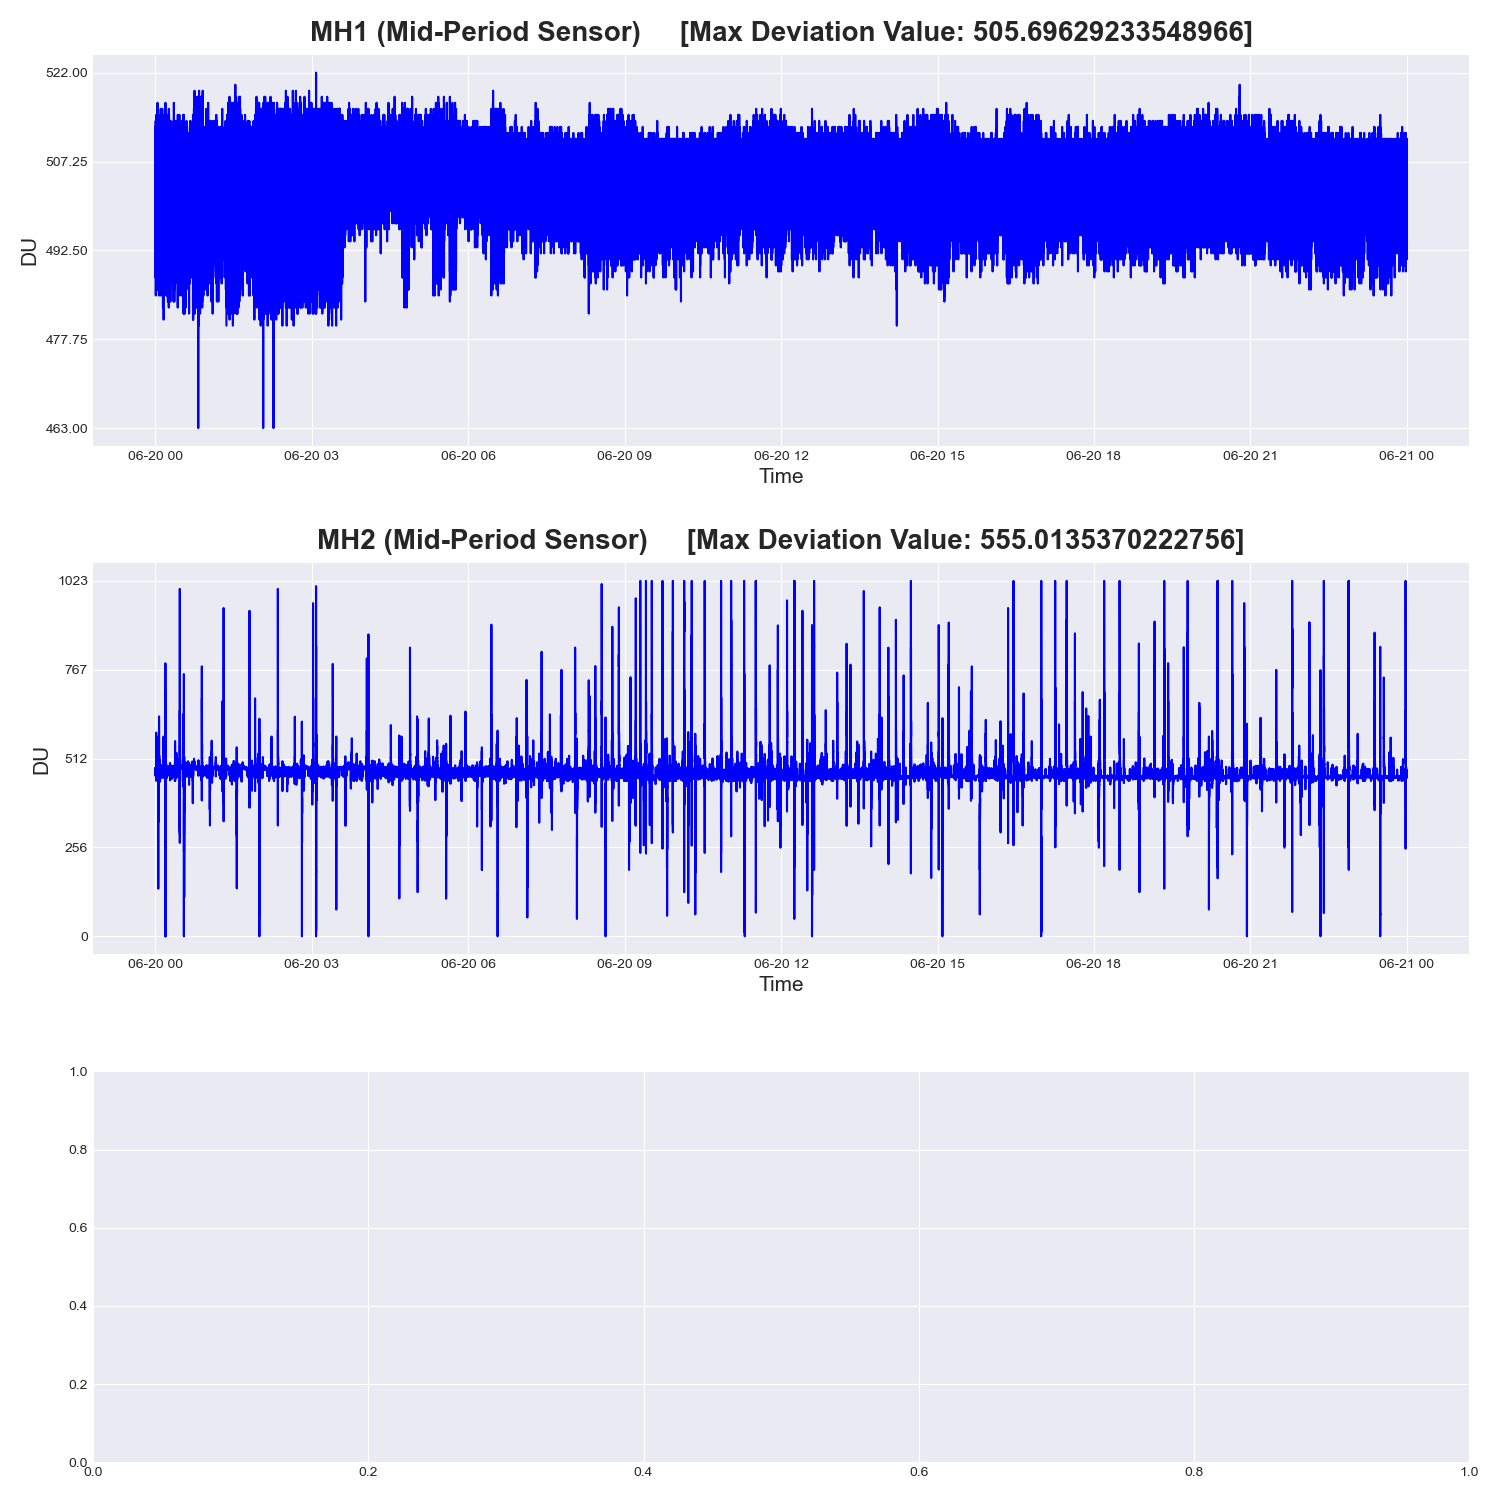 MH1 (Mid-Period Sensor) [Max Deviation Value: 505.69629233548966]
522.00
507.25
492.50
477.75
463.00
DU
06-20 00 06-20 03 06-20 06 06-20 09 06-20 12 06-20 15 06-20 18 06-20 21 06-21 00
Time
MH2 (Mid-Period Sensor) [Max Deviation Value: 555.0135370222756]
1023
767
512
256
0
DU
06-20 00 06-20 03 06-20 06 06-20 09 06-20 12 06-20 15 06-20 18 06-20 21 06-21 00
Time
1.0
0.8
0.6
0.4
0.2
0.0
0.0 0.2 0.4 0.6 0.8 1.0